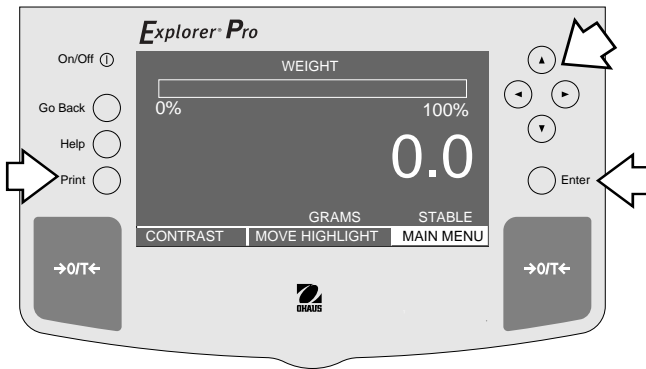 Explorer® Pro
On/Off
WEIGHT
Go Back
0% 100%
Help
0.0
Print
Enter
GRAMS STABLE
CONTRAST MOVE HIGHLIGHT MAIN MENU
→0/T← →0/T←
OHAUS